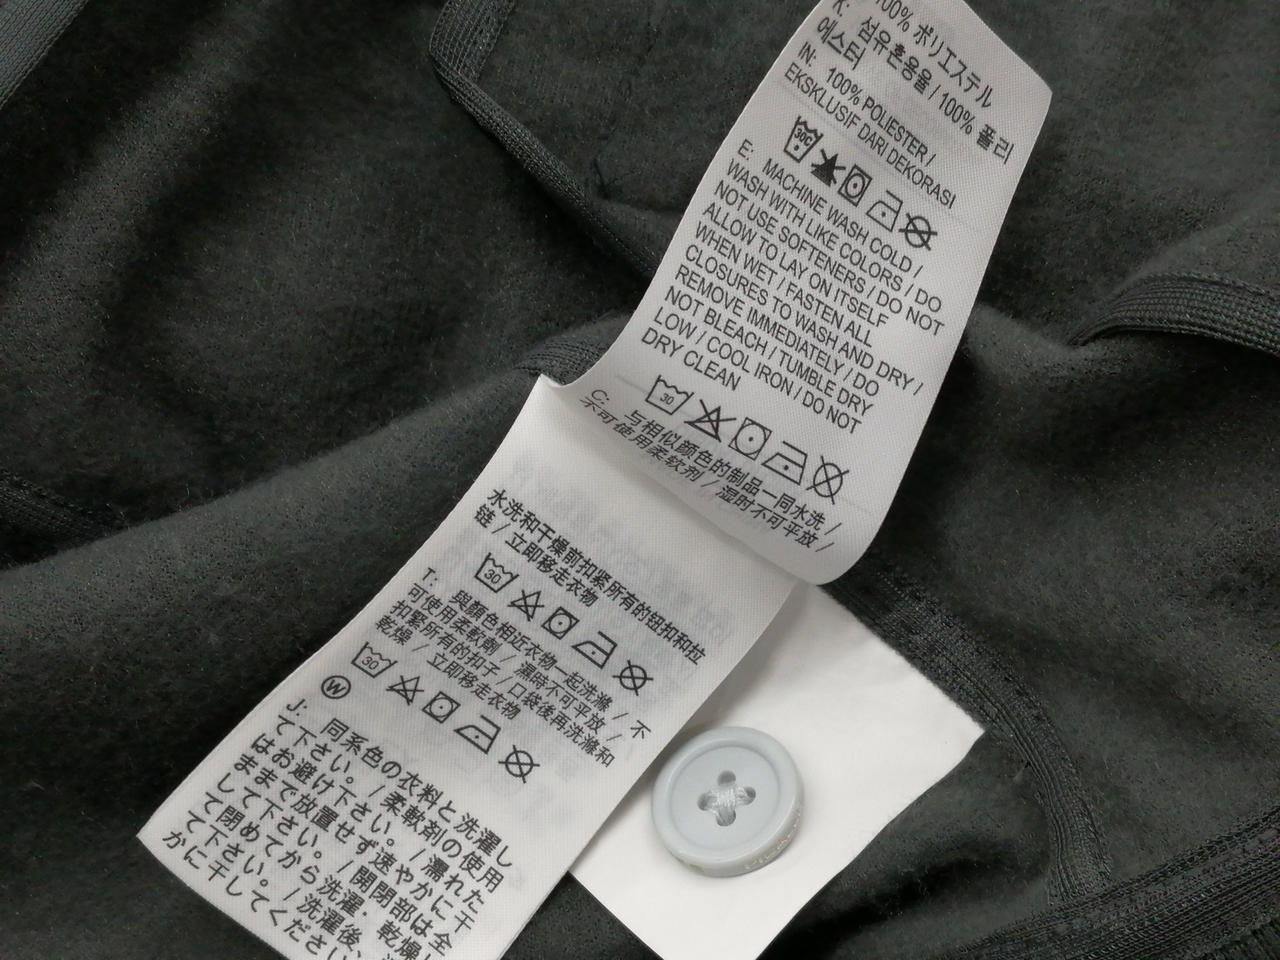 100% ポリエステル
K: 섬유혼용율 / 100% 폴리
에스터
IN: 100% POLIESTER /
EKSKLUSIF DARI DEKORASI
30C
E: MACHINE WASH COLD /
WASH WITH LIKE COLORS / DO
NOT USE SOFTENERS / DO NOT
ALLOW TO LAY ON ITSELF
WHEN WET / FASTEN ALL
CLOSURES TO WASH AND DRY /
REMOVE IMMEDIATELY / DO
NOT BLEACH / TUMBLE DRY
LOW / COOL IRON / DO NOT
DRY CLEAN
30
C: 与相似颜色的制品一同水洗 /
不可使用柔软剂 / 湿时不可平放 /
水洗和干燥前扣紧所有的钮扣和拉
链 / 立即移走衣物
30
T: 與顏色相近衣物一起洗滌 / 不
可使用柔軟劑 / 濕時不可平放 /
扣緊所有的扣子 / 口袋後再洗滌和
乾燥 / 立即移走衣物
30
W
J: 同系色の衣料と洗濯し
て下さい。/ 柔軟剤の使用
はお避け下さい。/ 濡れた
ままで放置せず速やかに干
して下さい。/ 開閉部は全
て閉めてから洗濯、乾燥し
て下さい。/ 洗濯後、
かに干してください